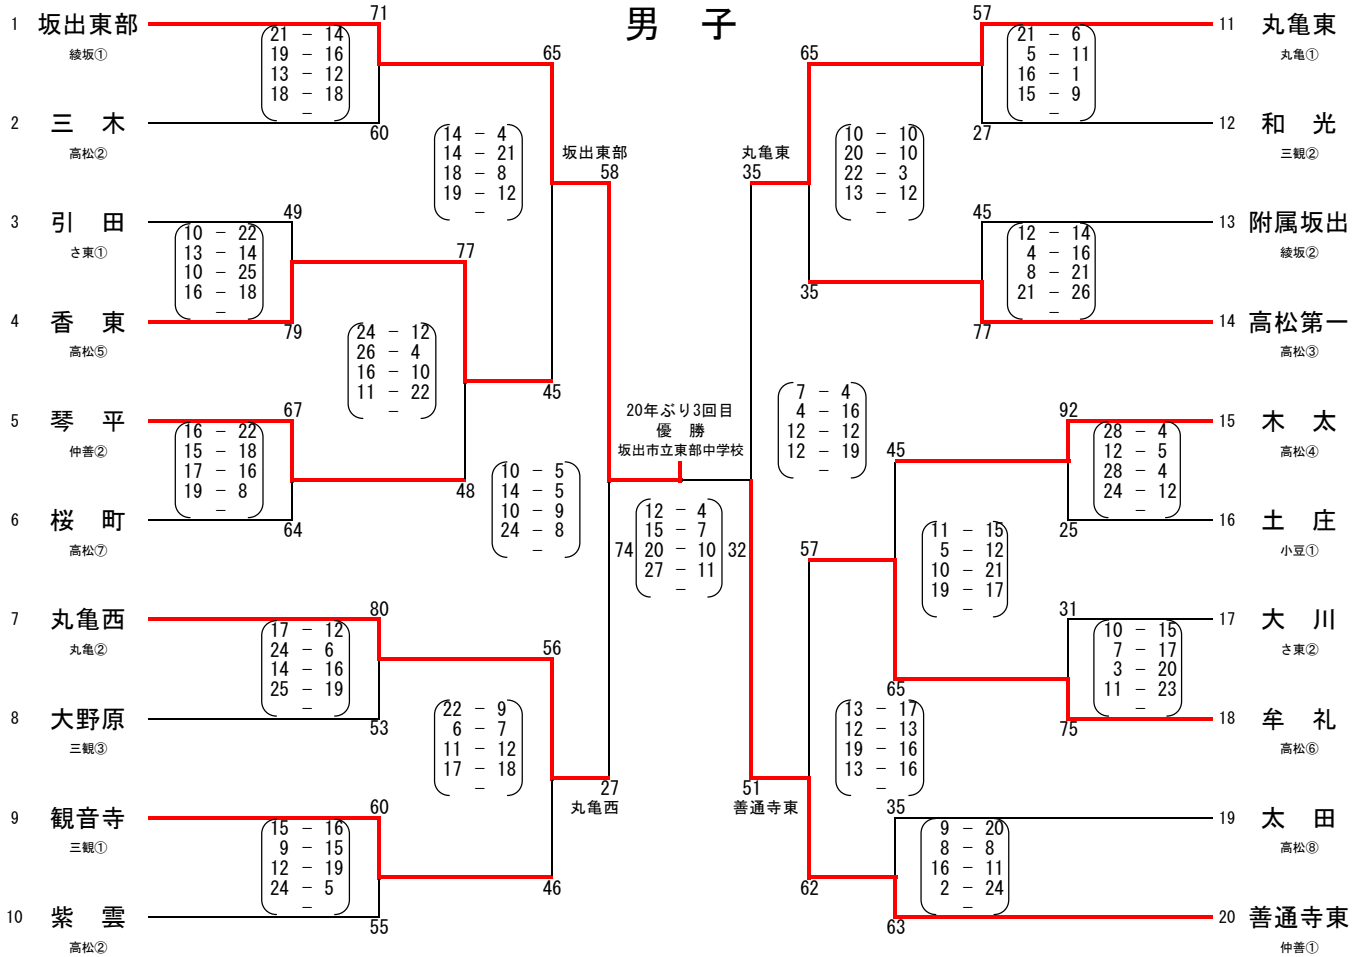 男　子
1 坂出東部
綾坂①
71
21 - 14
19 - 16
13 - 12
18 - 18
-
2 三　木
高松②
60
65
14 - 4
14 - 21
18 - 8
19 - 12
-
坂出東部
58
3 引　田
さ東①
49
10 - 22
13 - 14
10 - 25
16 - 18
-
4 香　東
高松⑤
79
77
24 - 12
26 - 4
16 - 10
11 - 22
-
45
5 琴　平
仲善②
67
16 - 22
15 - 18
17 - 16
19 - 8
-
6 桜　町
高松⑦
64
48
10 - 5
14 - 5
10 - 9
24 - 8
-
7 丸亀西
丸亀②
80
17 - 12
24 - 6
14 - 16
25 - 19
-
8 大野原
三観③
53
56
22 - 9
6 - 7
11 - 12
17 - 18
-
27
丸亀西
9 観音寺
三観①
60
15 - 16
9 - 15
12 - 19
24 - 5
-
10 紫　雲
高松②
55
46
20年ぶり3回目
優　勝
坂出市立東部中学校
74
12 - 4
15 - 7
20 - 10
27 - 11
-
32
57
11 丸亀東
丸亀①
21 - 6
5 - 11
16 - 1
15 - 9
-
27
12 和　光
三観②
65
丸亀東
35
10 - 10
20 - 10
22 - 3
13 - 12
-
45
13 附属坂出
綾坂②
12 - 14
4 - 16
8 - 21
21 - 26
-
35
77
14 高松第一
高松③
7 - 4
4 - 16
12 - 12
12 - 19
-
92
15 木　太
高松④
28 - 4
12 - 5
28 - 4
24 - 12
-
45
25
16 土　庄
小豆①
57
11 - 15
5 - 12
10 - 21
19 - 17
-
31
17 大　川
さ東②
10 - 15
7 - 17
3 - 20
11 - 23
-
65
75
18 牟　礼
高松⑥
13 - 17
12 - 13
19 - 16
13 - 16
-
51
善通寺東
35
19 太　田
高松⑧
9 - 20
8 - 8
16 - 11
2 - 24
-
62
63
20 善通寺東
仲善①